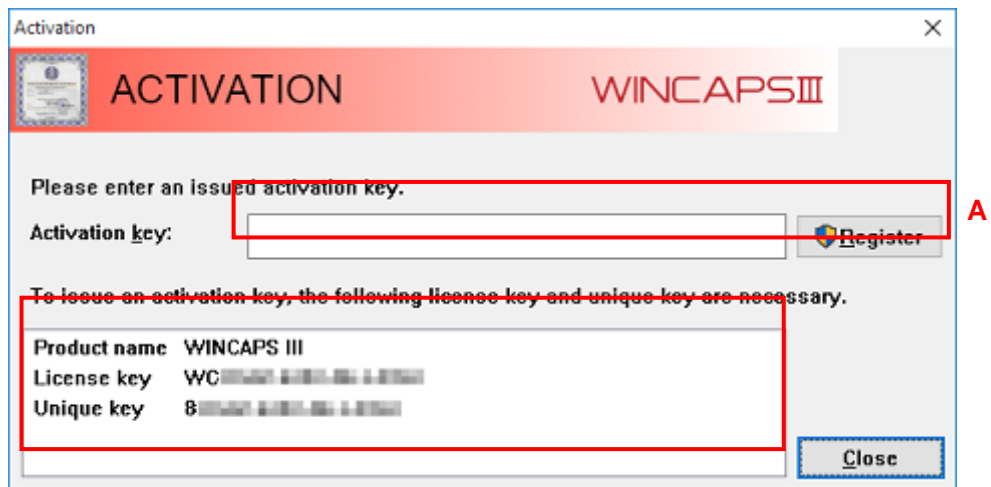 Activation
ACTIVATION WINCAPSⅢ
Please enter an issued activation key.
A
Activation key: Register
To issue an activation key, the following license key and unique key are necessary.
Product name WINCAPS III
License key WC
Unique key 8
Close